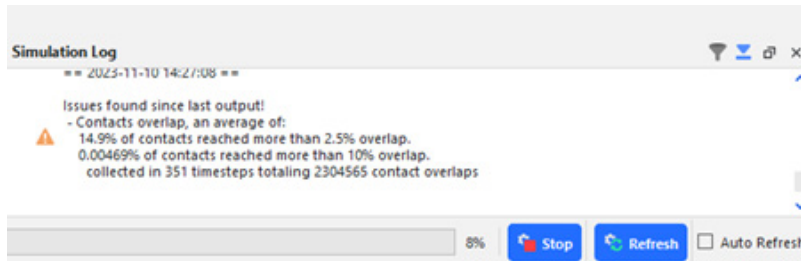 Simulation Log
== 2023-11-10 14:27:08 ==
Issues found since last output!
- Contacts overlap, an average of:
14.9% of contacts reached more than 2.5% overlap.
0.00469% of contacts reached more than 10% overlap.
collected in 351 timesteps totaling 2304565 contact overlaps
8% Stop Refresh Auto Refresh